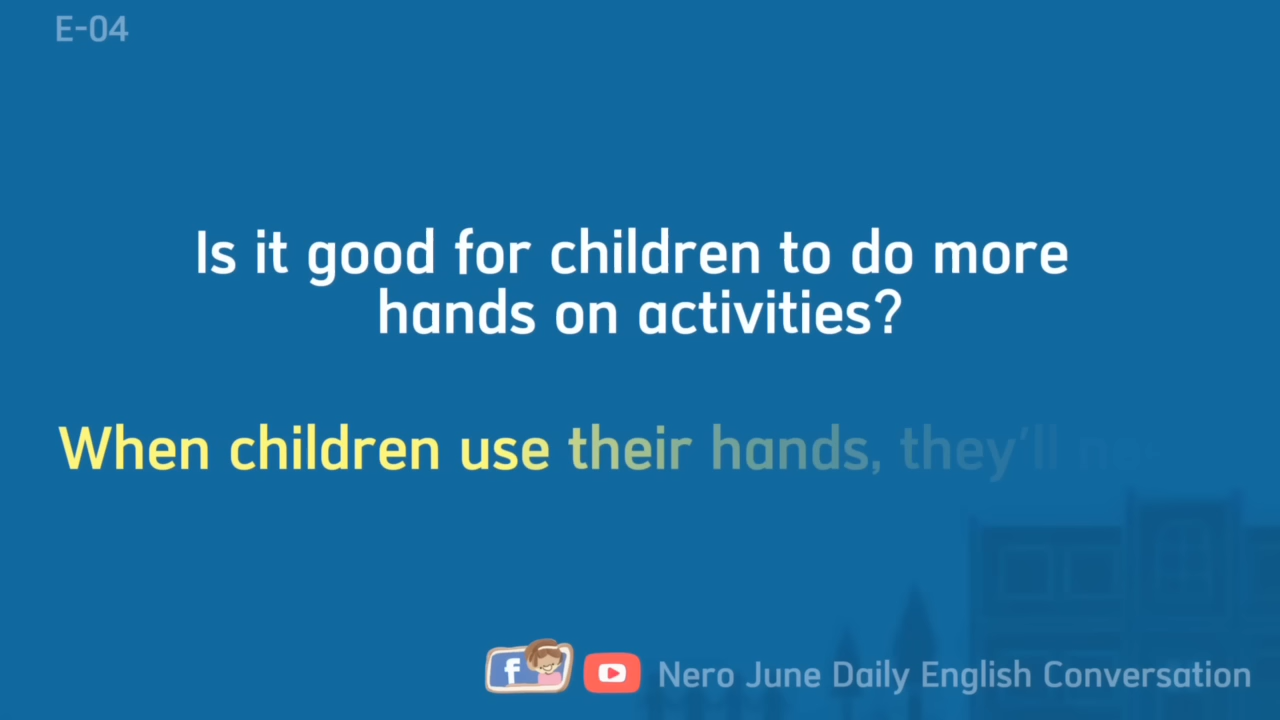 E-04
Is it good for children to do more
hands on activities?
When children use their hands, they'll
Nero June Daily English Conversation